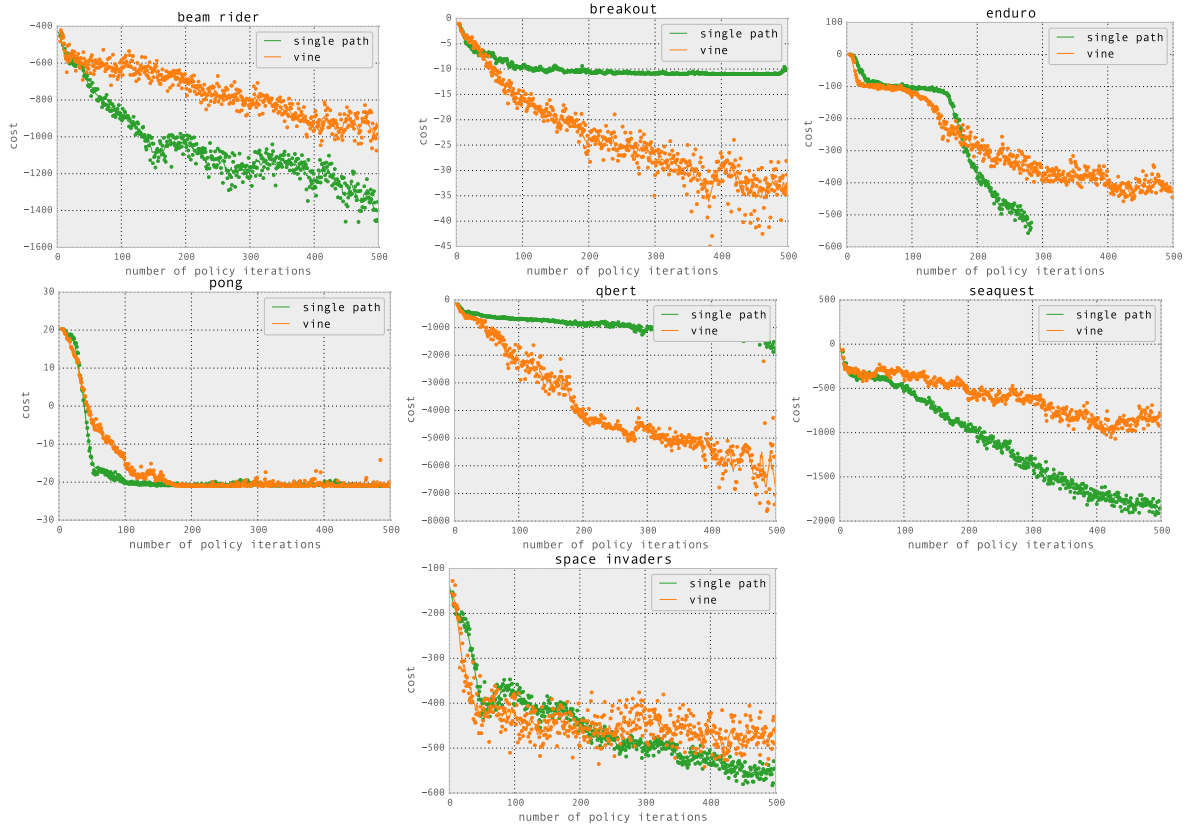 beam rider
−400
−600
−800
−1000
−1200
−1400
−1600
cost
single path
vine
0
100
200
300
400
500
number of policy iterations
breakout
0
−5
−10
−15
−20
−25
−30
−35
−40
−45
cost
single path
vine
0
100
200
300
400
500
number of policy iterations
enduro
100
0
−100
−200
−300
−400
−500
−600
cost
single path
vine
0
100
200
300
400
500
number of policy iterations
pong
30
20
10
0
−10
−20
−30
cost
single path
vine
0
100
200
300
400
500
number of policy iterations
qbert
0
−1000
−2000
−3000
−4000
−5000
−6000
−7000
−8000
cost
single path
vine
0
100
200
300
400
500
number of policy iterations
seaquest
500
0
−500
−1000
−1500
−2000
cost
single path
vine
0
100
200
300
400
500
number of policy iterations
space invaders
−100
−200
−300
−400
−500
−600
cost
single path
vine
0
100
200
300
400
500
number of policy iterations